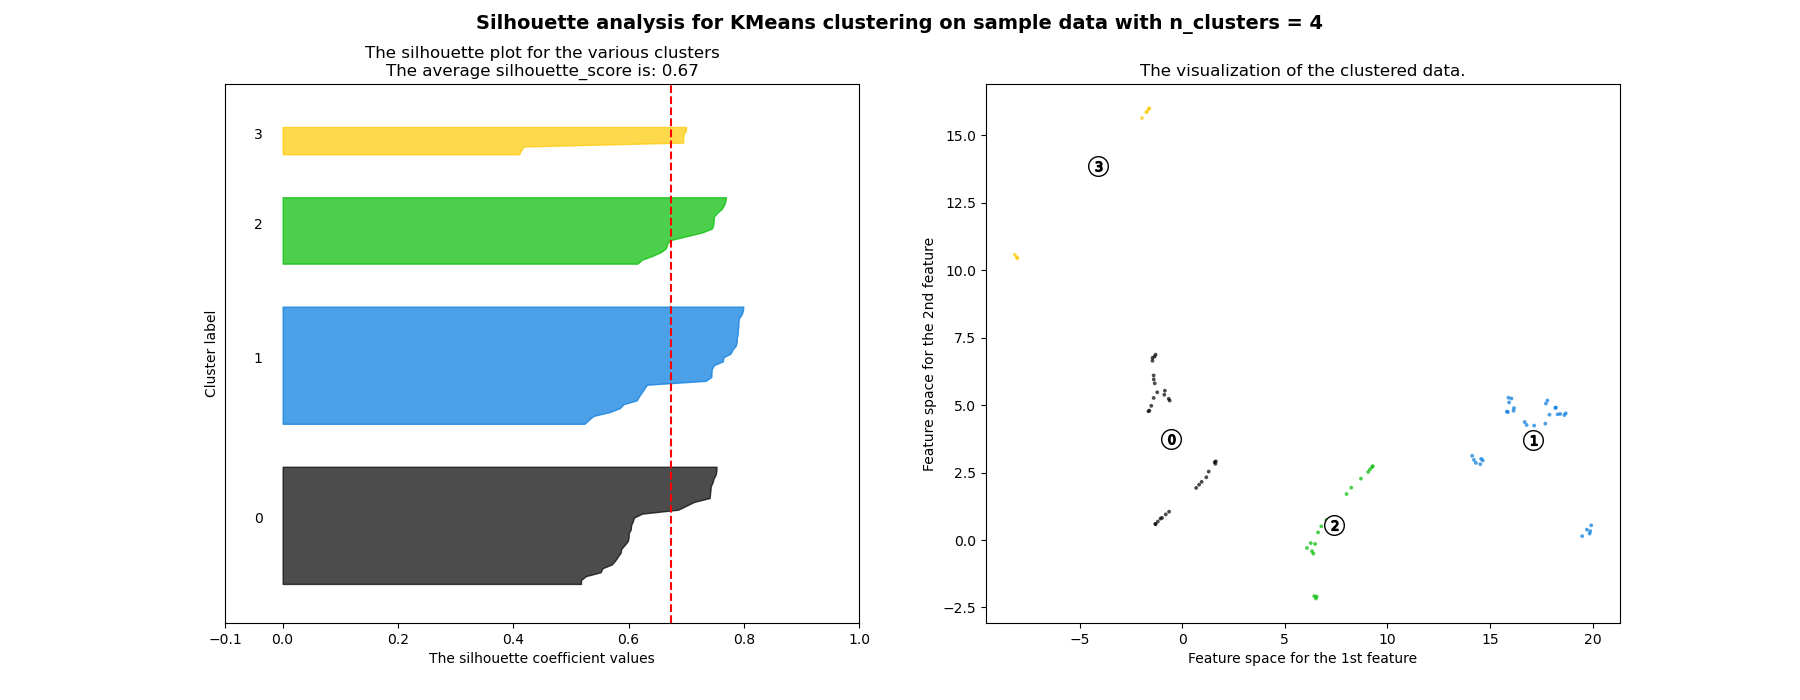 Silhouette analysis for KMeans clustering on sample data with n_clusters = 4
The silhouette plot for the various clusters
The average silhouette_score is: 0.67
3
2
1
0
Cluster label
−0.1 0.0 0.2 0.4 0.6 0.8 1.0
The silhouette coefficient values
The visualization of the clustered data.
15.0
12.5
10.0
7.5
5.0
2.5
0.0
−2.5
Feature space for the 2nd feature
3
0
1
2
−5 0 5 10 15 20
Feature space for the 1st feature